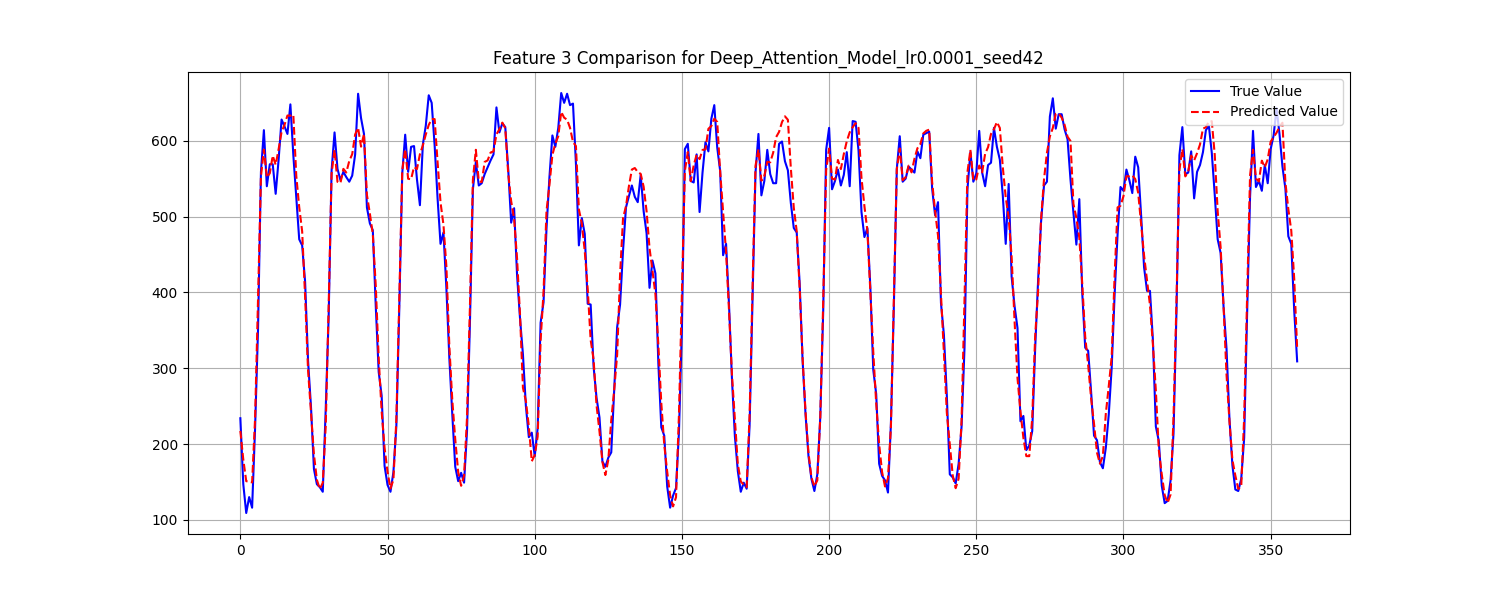 Feature 3 Comparison for Deep_Attention_Model_lr0.0001_seed42
True Value
Predicted Value
600
500
400
300
200
100
0 50 100 150 200 250 300 350